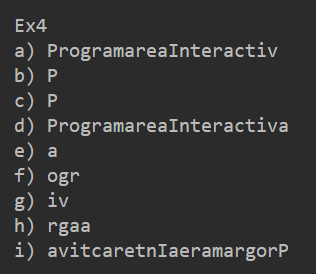 Ex4
a) ProgramareaInteractiv
b) P
c) P
d) ProgramareaInteractiva
e) a
f) ogr
g) iv
h) rgaa
i) avitcaretnIaeramargorP